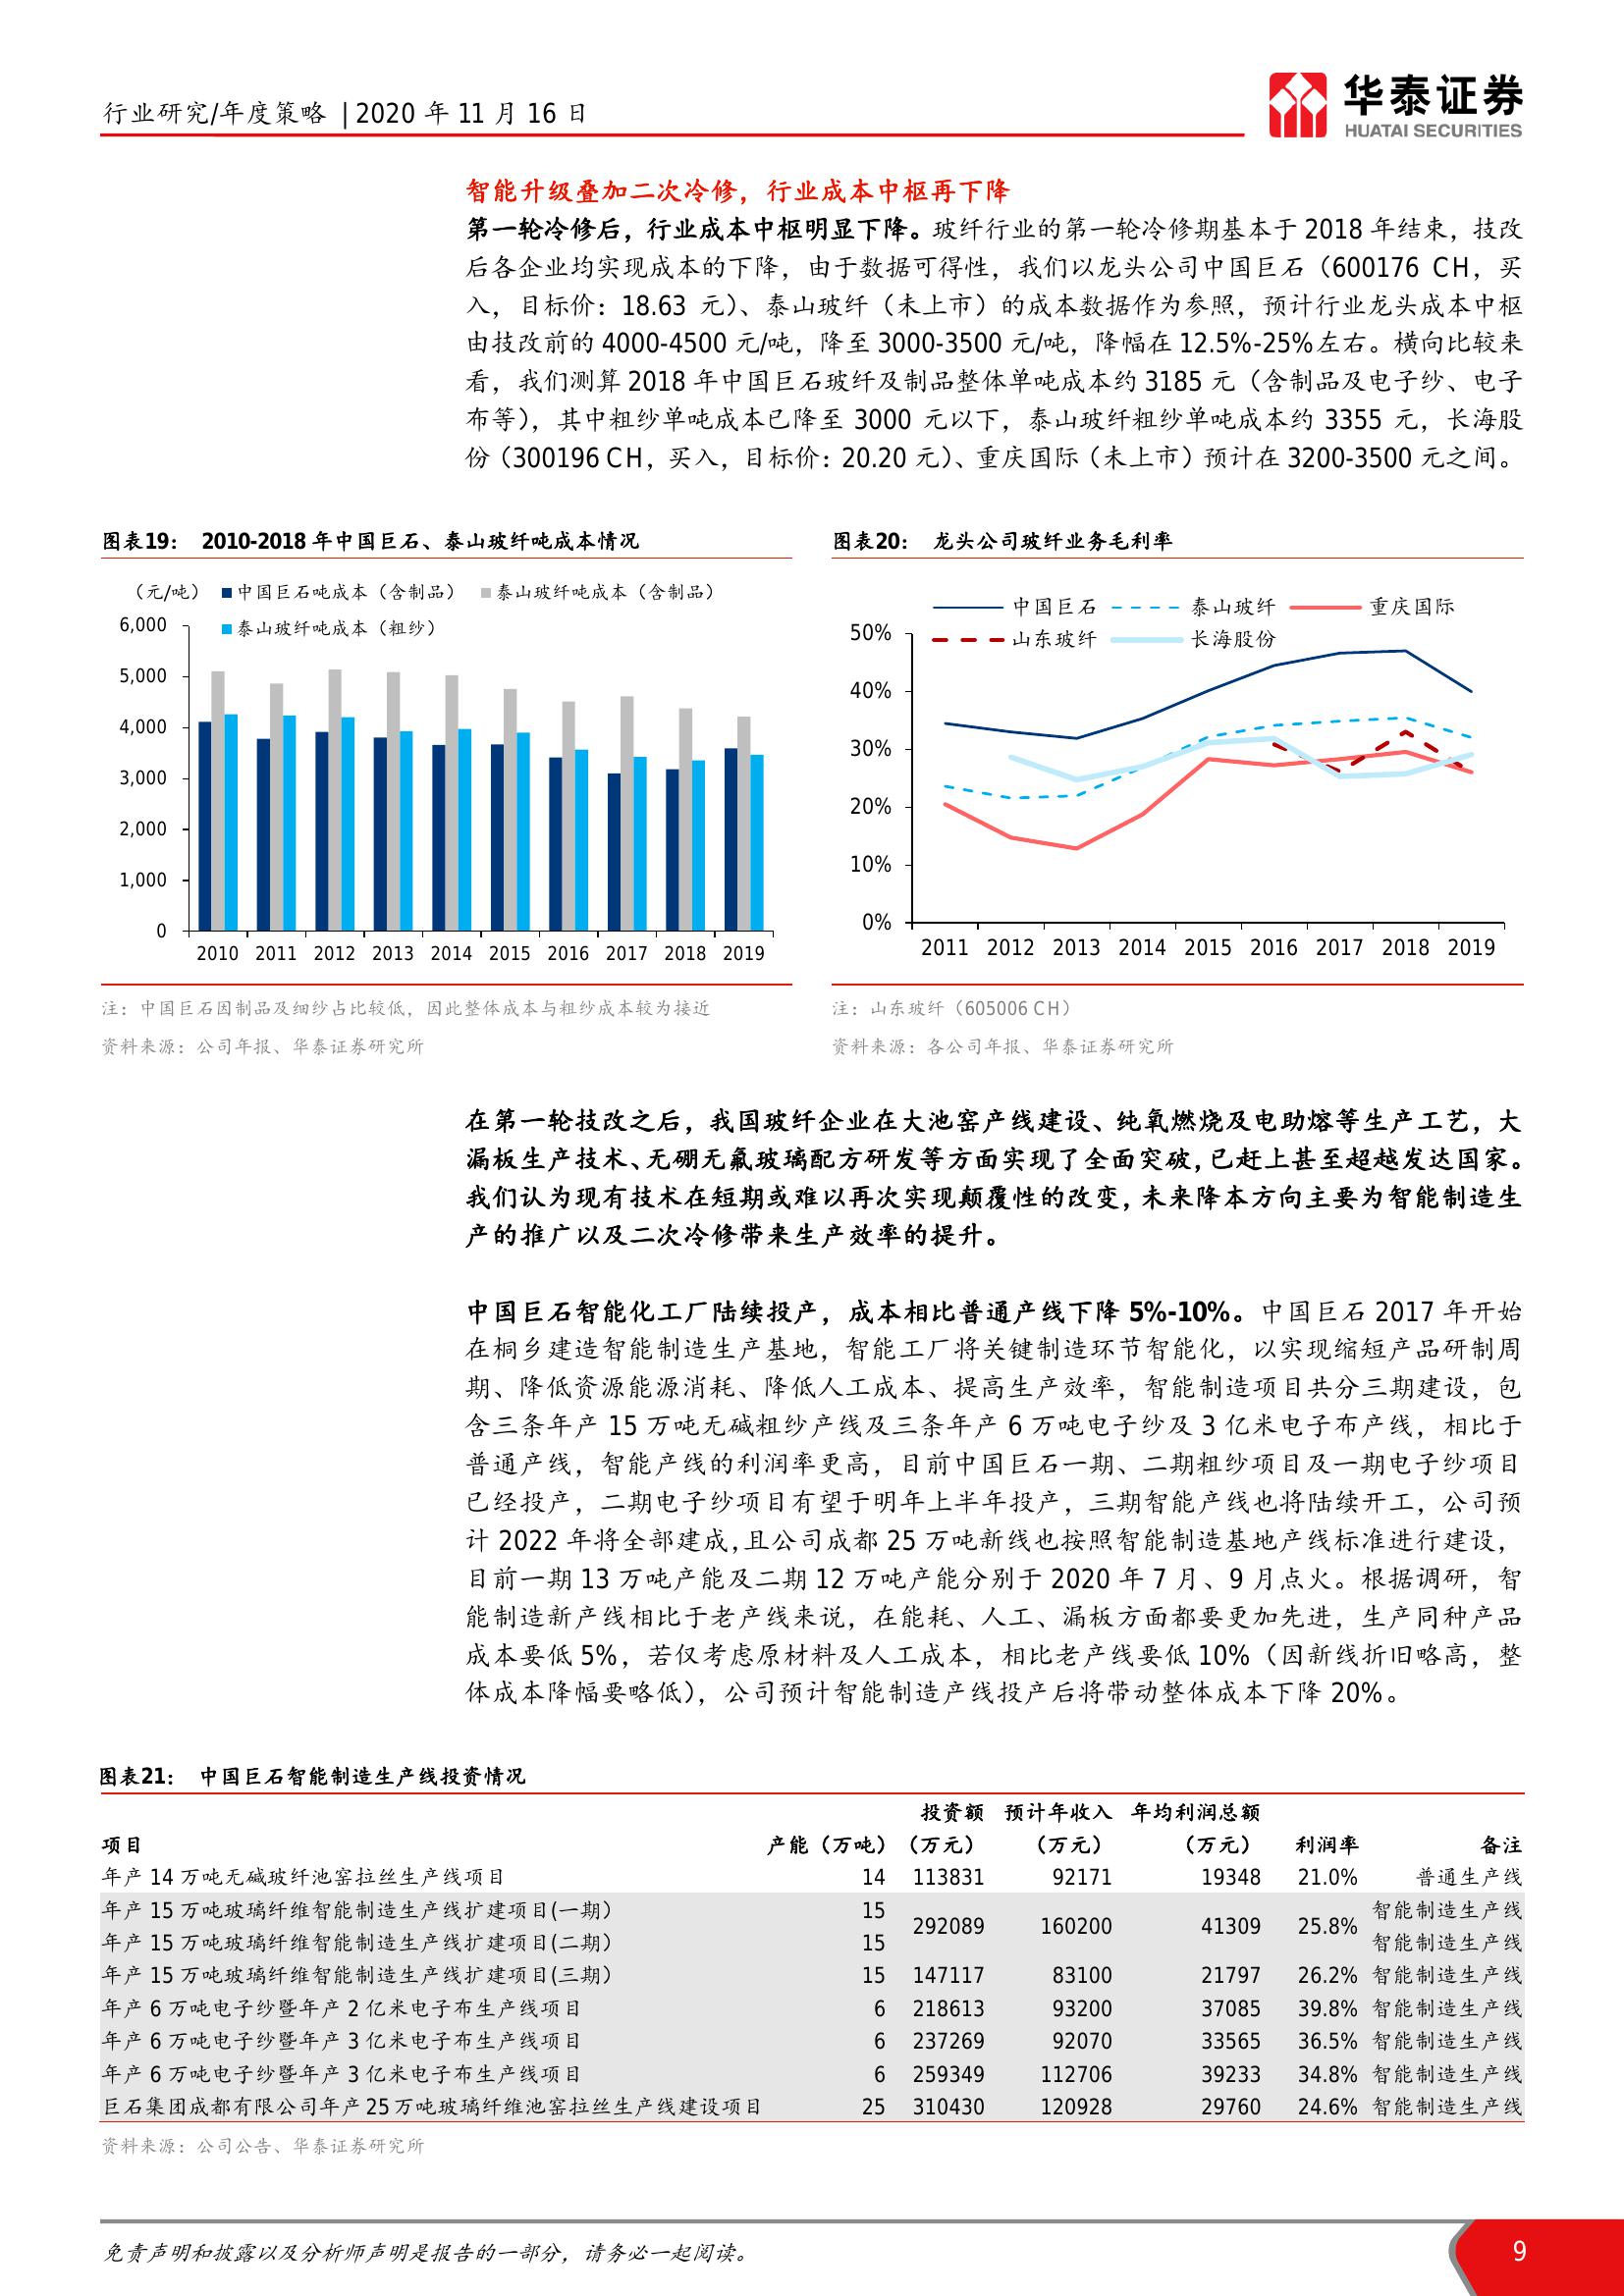 行业研究/年度策略 | 2020 年 11 月 16 日
华泰证券
HUATAI SECURITIES
智能升级叠加二次冷修，行业成本中枢再下降
第一轮冷修后，行业成本中枢明显下降。玻纤行业的第一轮冷修期基本于 2018 年结束，技改
后各企业均实现成本的下降，由于数据可得性，我们以龙头公司中国巨石（600176 CH，买
入，目标价：18.63 元）、泰山玻纤（未上市）的成本数据作为参照，预计行业龙头成本中枢
由技改前的 4000-4500 元/吨，降至 3000-3500 元/吨，降幅在 12.5%-25%左右。横向比较来
看，我们测算 2018 年中国巨石玻纤及制品整体单吨成本约 3185 元（含制品及电子纱、电子
布等），其中粗纱单吨成本已降至 3000 元以下，泰山玻纤粗纱单吨成本约 3355 元，长海股
份（300196 CH，买入，目标价：20.20 元）、重庆国际（未上市）预计在 3200-3500 元之间。
图表19： 2010-2018 年中国巨石、泰山玻纤吨成本情况
（元/吨） 中国巨石吨成本（含制品） 泰山玻纤吨成本（含制品）
泰山玻纤吨成本（粗纱）
6,000
5,000
4,000
3,000
2,000
1,000
0
2010 2011 2012 2013 2014 2015 2016 2017 2018 2019
注：中国巨石因制品及细纱占比较低，因此整体成本与粗纱成本较为接近
资料来源：公司年报、华泰证券研究所
图表20： 龙头公司玻纤业务毛利率
中国巨石 泰山玻纤 重庆国际
山东玻纤 长海股份
50%
40%
30%
20%
10%
0%
2011 2012 2013 2014 2015 2016 2017 2018 2019
注：山东玻纤（605006 CH）
资料来源：各公司年报、华泰证券研究所
在第一轮技改之后，我国玻纤企业在大池窑产线建设、纯氧燃烧及电助熔等生产工艺，大
漏板生产技术、无硼无氟玻璃配方研发等方面实现了全面突破，已赶上甚至超越发达国家。
我们认为现有技术在短期或难以再次实现颠覆性的改变，未来降本方向主要为智能制造生
产的推广以及二次冷修带来生产效率的提升。
中国巨石智能化工厂陆续投产，成本相比普通产线下降 5%-10%。中国巨石 2017 年开始
在桐乡建造智能制造生产基地，智能工厂将关键制造环节智能化，以实现缩短产品研制周
期、降低资源能源消耗、降低人工成本、提高生产效率，智能制造项目共分三期建设，包
含三条年产 15 万吨无碱粗纱产线及三条年产 6 万吨电子纱及 3 亿米电子布产线，相比于
普通产线，智能产线的利润率更高，目前中国巨石一期、二期粗纱项目及一期电子纱项目
已经投产，二期电子纱项目有望于明年上半年投产，三期智能产线也将陆续开工，公司预
计 2022 年将全部建成，且公司成都 25 万吨新线也按照智能制造基地产线标准进行建设，
目前一期 13 万吨产能及二期 12 万吨产能分别于 2020 年 7 月、9 月点火。根据调研，智
能制造新产线相比于老产线来说，在能耗、人工、漏板方面都要更加先进，生产同种产品
成本要低 5%，若仅考虑原材料及人工成本，相比老产线要低 10%（因新线折旧略高，整
体成本降幅要略低），公司预计智能制造产线投产后将带动整体成本下降 20%。
图表21： 中国巨石智能制造生产线投资情况
投资额 预计年收入 年均利润总额
项目 产能（万吨） （万元） （万元） （万元） 利润率 备注
年产 14 万吨无碱玻纤池窑拉丝生产线项目 14 113831 92171 19348 21.0% 普通生产线
年产 15 万吨玻璃纤维智能制造生产线扩建项目(一期） 15 智能制造生产线
292089 160200 41309 25.8%
年产 15 万吨玻璃纤维智能制造生产线扩建项目(二期） 15 智能制造生产线
年产 15 万吨玻璃纤维智能制造生产线扩建项目(三期） 15 147117 83100 21797 26.2% 智能制造生产线
年产 6 万吨电子纱暨年产 2 亿米电子布生产线项目 6 218613 93200 37085 39.8% 智能制造生产线
年产 6 万吨电子纱暨年产 3 亿米电子布生产线项目 6 237269 92070 33565 36.5% 智能制造生产线
年产 6 万吨电子纱暨年产 3 亿米电子布生产线项目 6 259349 112706 39233 34.8% 智能制造生产线
巨石集团成都有限公司年产 25 万吨玻璃纤维池窑拉丝生产线建设项目 25 310430 120928 29760 24.6% 智能制造生产线
资料来源：公司公告、华泰证券研究所
免责声明和披露以及分析师声明是报告的一部分，请务必一起阅读。
9